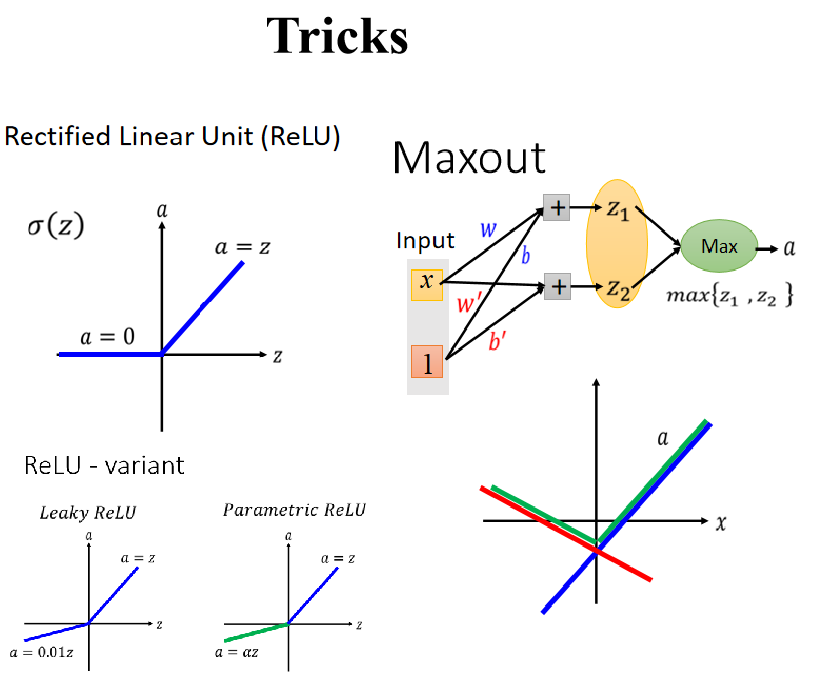 Tricks
Rectified Linear Unit (ReLU)
σ(z)
a
a = z
a = 0
z
ReLU - variant
Leaky ReLU
a
a = z
z
a = 0.01z
Parametric ReLU
a
a = z
z
a = αz
Maxout
Input
x
1
w
b
w'
b'
+
+
z₁
z₂
Max
a
max{z₁ , z₂ }
a
x